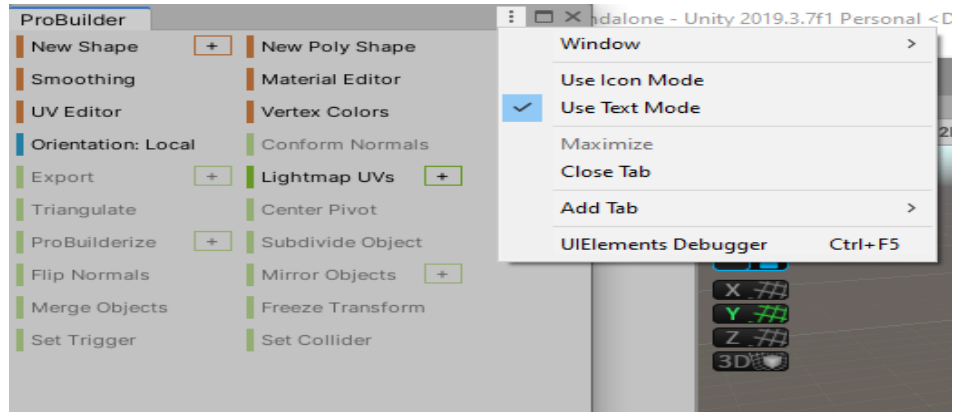 ProBuilder
New Shape + New Poly Shape
Smoothing Material Editor
UV Editor Vertex Colors
Orientation: Local Conform Normals
Export + Lightmap UVs +
Triangulate Center Pivot
ProBuilderize + Subdivide Object
Flip Normals Mirror Objects +
Merge Objects Freeze Transform
Set Trigger Set Collider
ndalone - Unity 2019.3.7f1 Personal <D
Window >
Use Icon Mode
Use Text Mode
Maximize
Close Tab
Add Tab >
UIElements Debugger Ctrl+F5
X
Y
Z
3D